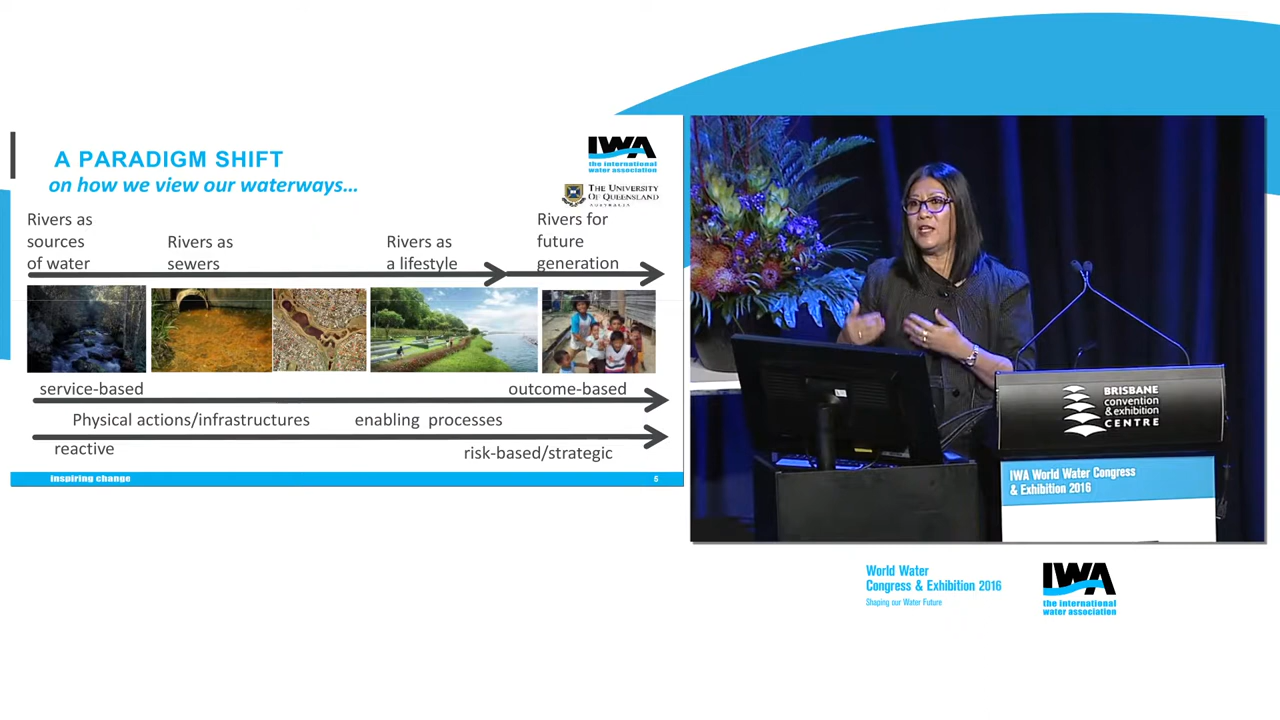 A PARADIGM SHIFT
on how we view our waterways...
IWA
the international
water association
THE UNIVERSITY
OF QUEENSLAND
AUSTRALIA
Rivers as
sources
of water
Rivers as
sewers
Rivers as
a lifestyle
Rivers for
future
generation
service-based
outcome-based
Physical actions/infrastructures
enabling processes
reactive
risk-based/strategic
inspiring change
5
BRISBANE
convention
& exhibition
CENTRE
IWA World Water Congress
& Exhibition 2016
World Water
Congress & Exhibition 2016
Shaping our Water Future
IWA
the international
water association